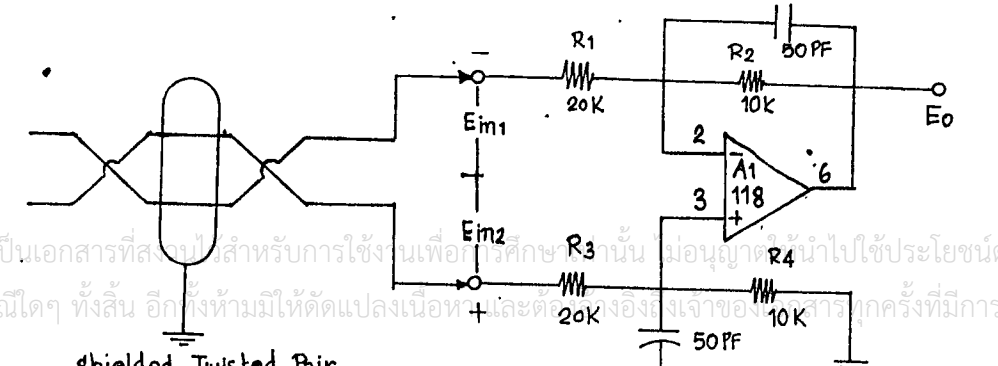 50PF
R1
20K
R2
10K
−
Ein1
+
Ein2
+
E0
2
−
A1
118
3
+
6
R3
20K
R4
10K
50PF
Shielded Twisted Pair
เป็นเอกสารที่สงวนไว้สำหรับการใช้งานเพื่อการศึกษาเท่านั้น ไม่อนุญาตให้นำไปใช้ประโยชน์
ณีใดๆ ทั้งสิ้น อีกทั้งห้ามมิให้ดัดแปลงเนื้อหา และต้องอ้างอิงถึงเจ้าของเอกสารทุกครั้งที่มีการ